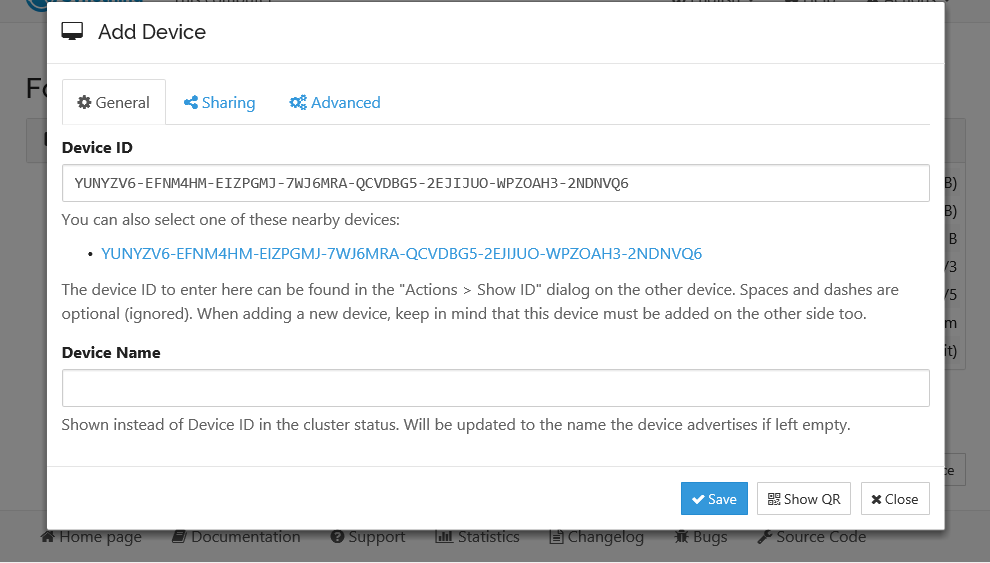 Add Device
General
Sharing
Advanced
Device ID
YUNYZV6-EFNM4HM-EIZPGMJ-7WJ6MRA-QCVDBG5-2EJIJUO-WPZOAH3-2NDNVQ6
You can also select one of these nearby devices:
• YUNYZV6-EFNM4HM-EIZPGMJ-7WJ6MRA-QCVDBG5-2EJIJUO-WPZOAH3-2NDNVQ6
The device ID to enter here can be found in the "Actions > Show ID" dialog on the other device. Spaces and dashes are
optional (ignored). When adding a new device, keep in mind that this device must be added on the other side too.
Device Name
Shown instead of Device ID in the cluster status. Will be updated to the name the device advertises if left empty.
Save
Show QR
Close
Home page
Documentation
Support
Statistics
Changelog
Bugs
Source Code